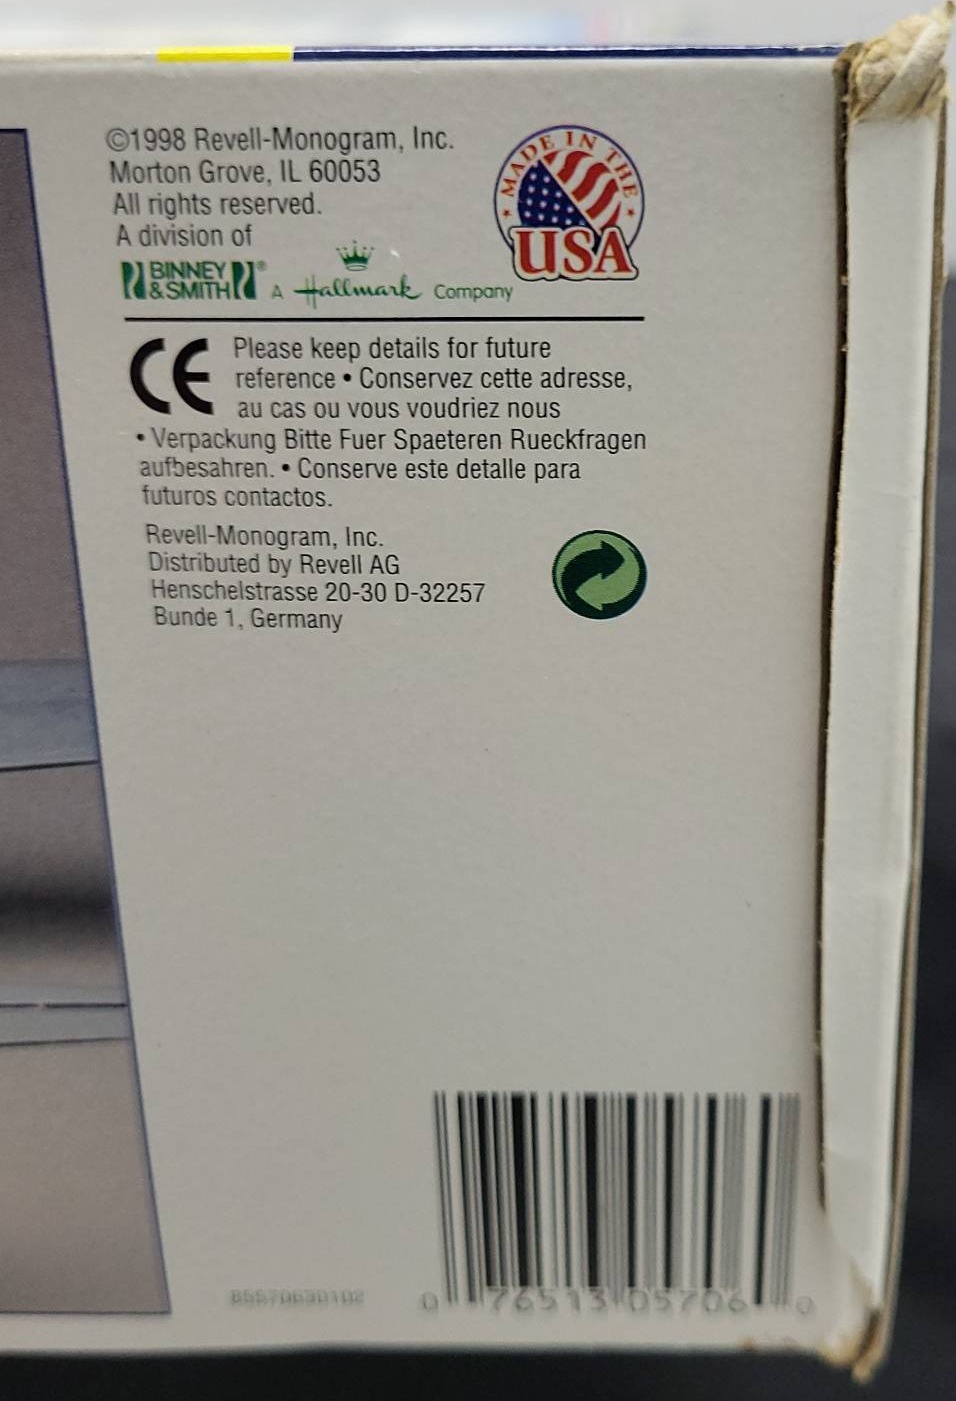 ©1998 Revell-Monogram, Inc.
Morton Grove, IL 60053
All rights reserved.
A division of
BINNEY & SMITH® A Hallmark Company
MADE IN THE
USA
CE
Please keep details for future
reference • Conservez cette adresse,
au cas ou vous voudriez nous
• Verpackung Bitte Fuer Spaeteren Rueckfragen
aufbesahren. • Conserve este detalle para
futuros contactos.
Revell-Monogram, Inc.
Distributed by Revell AG
Henschelstrasse 20-30 D-32257
Bunde 1, Germany
0 76513 05706 0